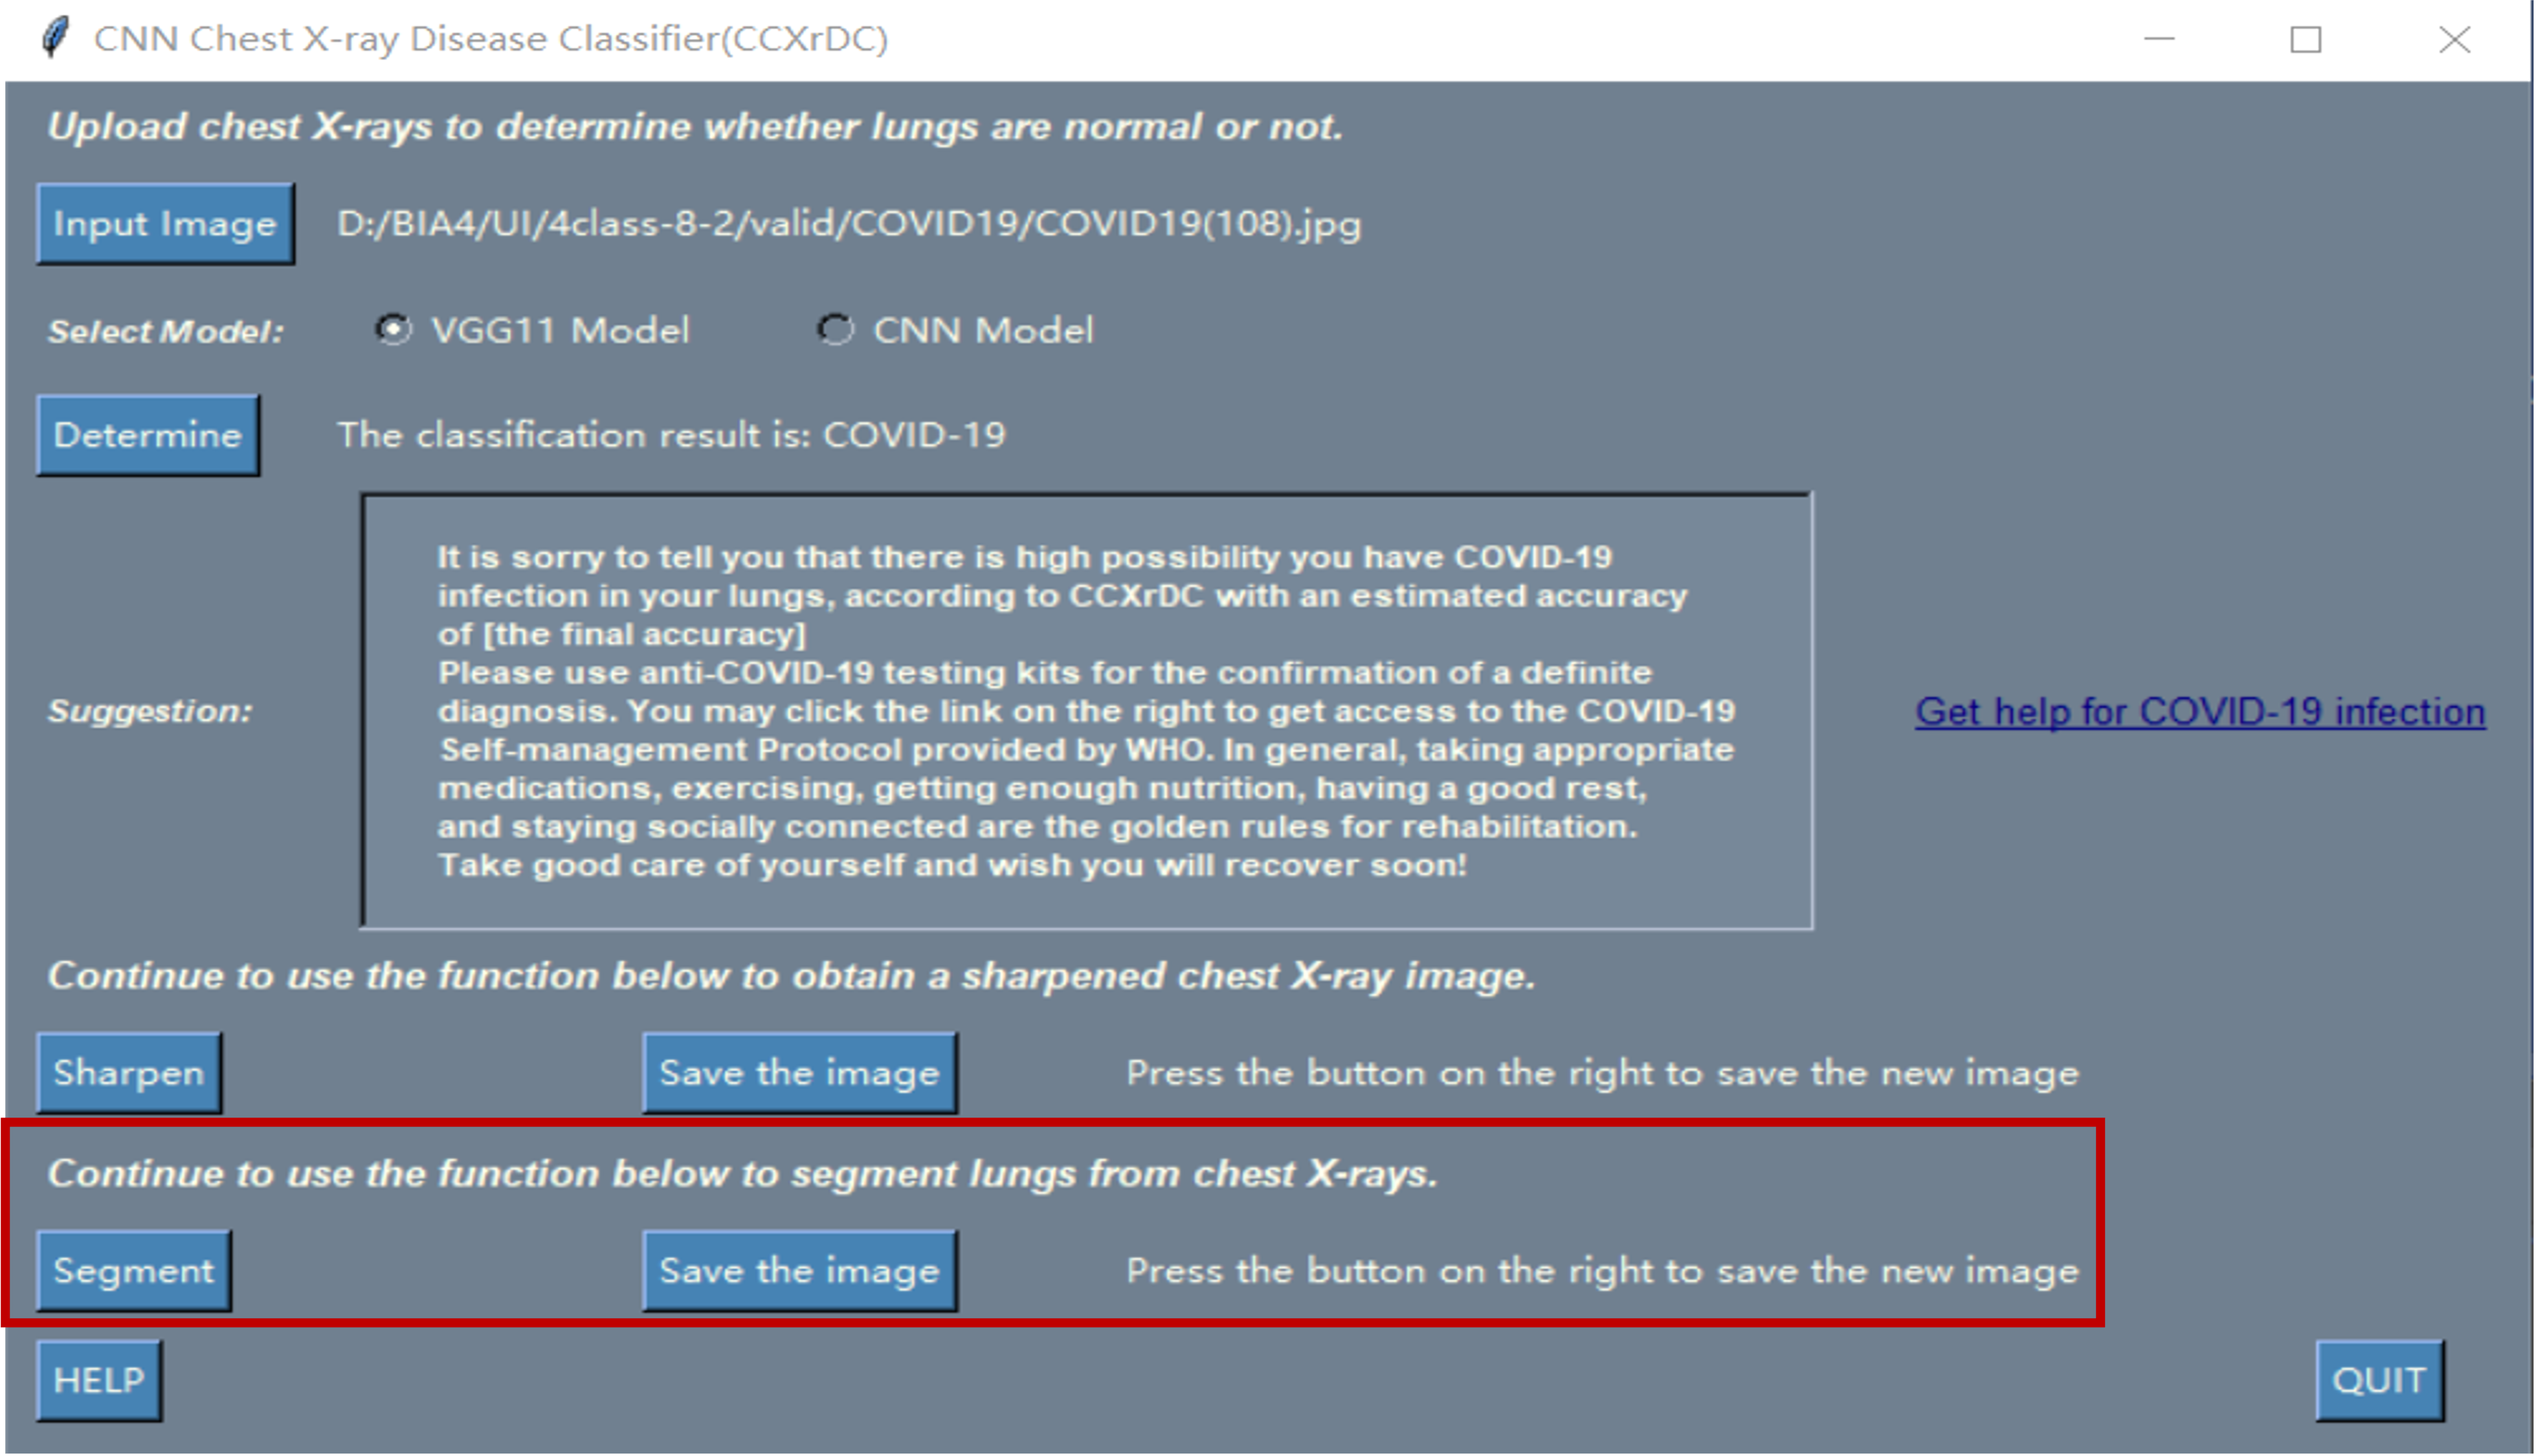 CNN Chest X-ray Disease Classifier(CCXrDC)
Upload chest X-rays to determine whether lungs are normal or not.
Input Image D:/BIA4/UI/4class-8-2/valid/COVID19/COVID19(108).jpg
Select Model: VGG11 Model CNN Model
Determine The classification result is: COVID-19
It is sorry to tell you that there is high possibility you have COVID-19
infection in your lungs, according to CCXrDC with an estimated accuracy
of [the final accuracy]
Please use anti-COVID-19 testing kits for the confirmation of a definite
diagnosis. You may click the link on the right to get access to the COVID-19
Self-management Protocol provided by WHO. In general, taking appropriate
medications, exercising, getting enough nutrition, having a good rest,
and staying socially connected are the golden rules for rehabilitation.
Take good care of yourself and wish you will recover soon!
Suggestion:
Get help for COVID-19 infection
Continue to use the function below to obtain a sharpened chest X-ray image.
Sharpen Save the image Press the button on the right to save the new image
Continue to use the function below to segment lungs from chest X-rays.
Segment Save the image Press the button on the right to save the new image
HELP QUIT